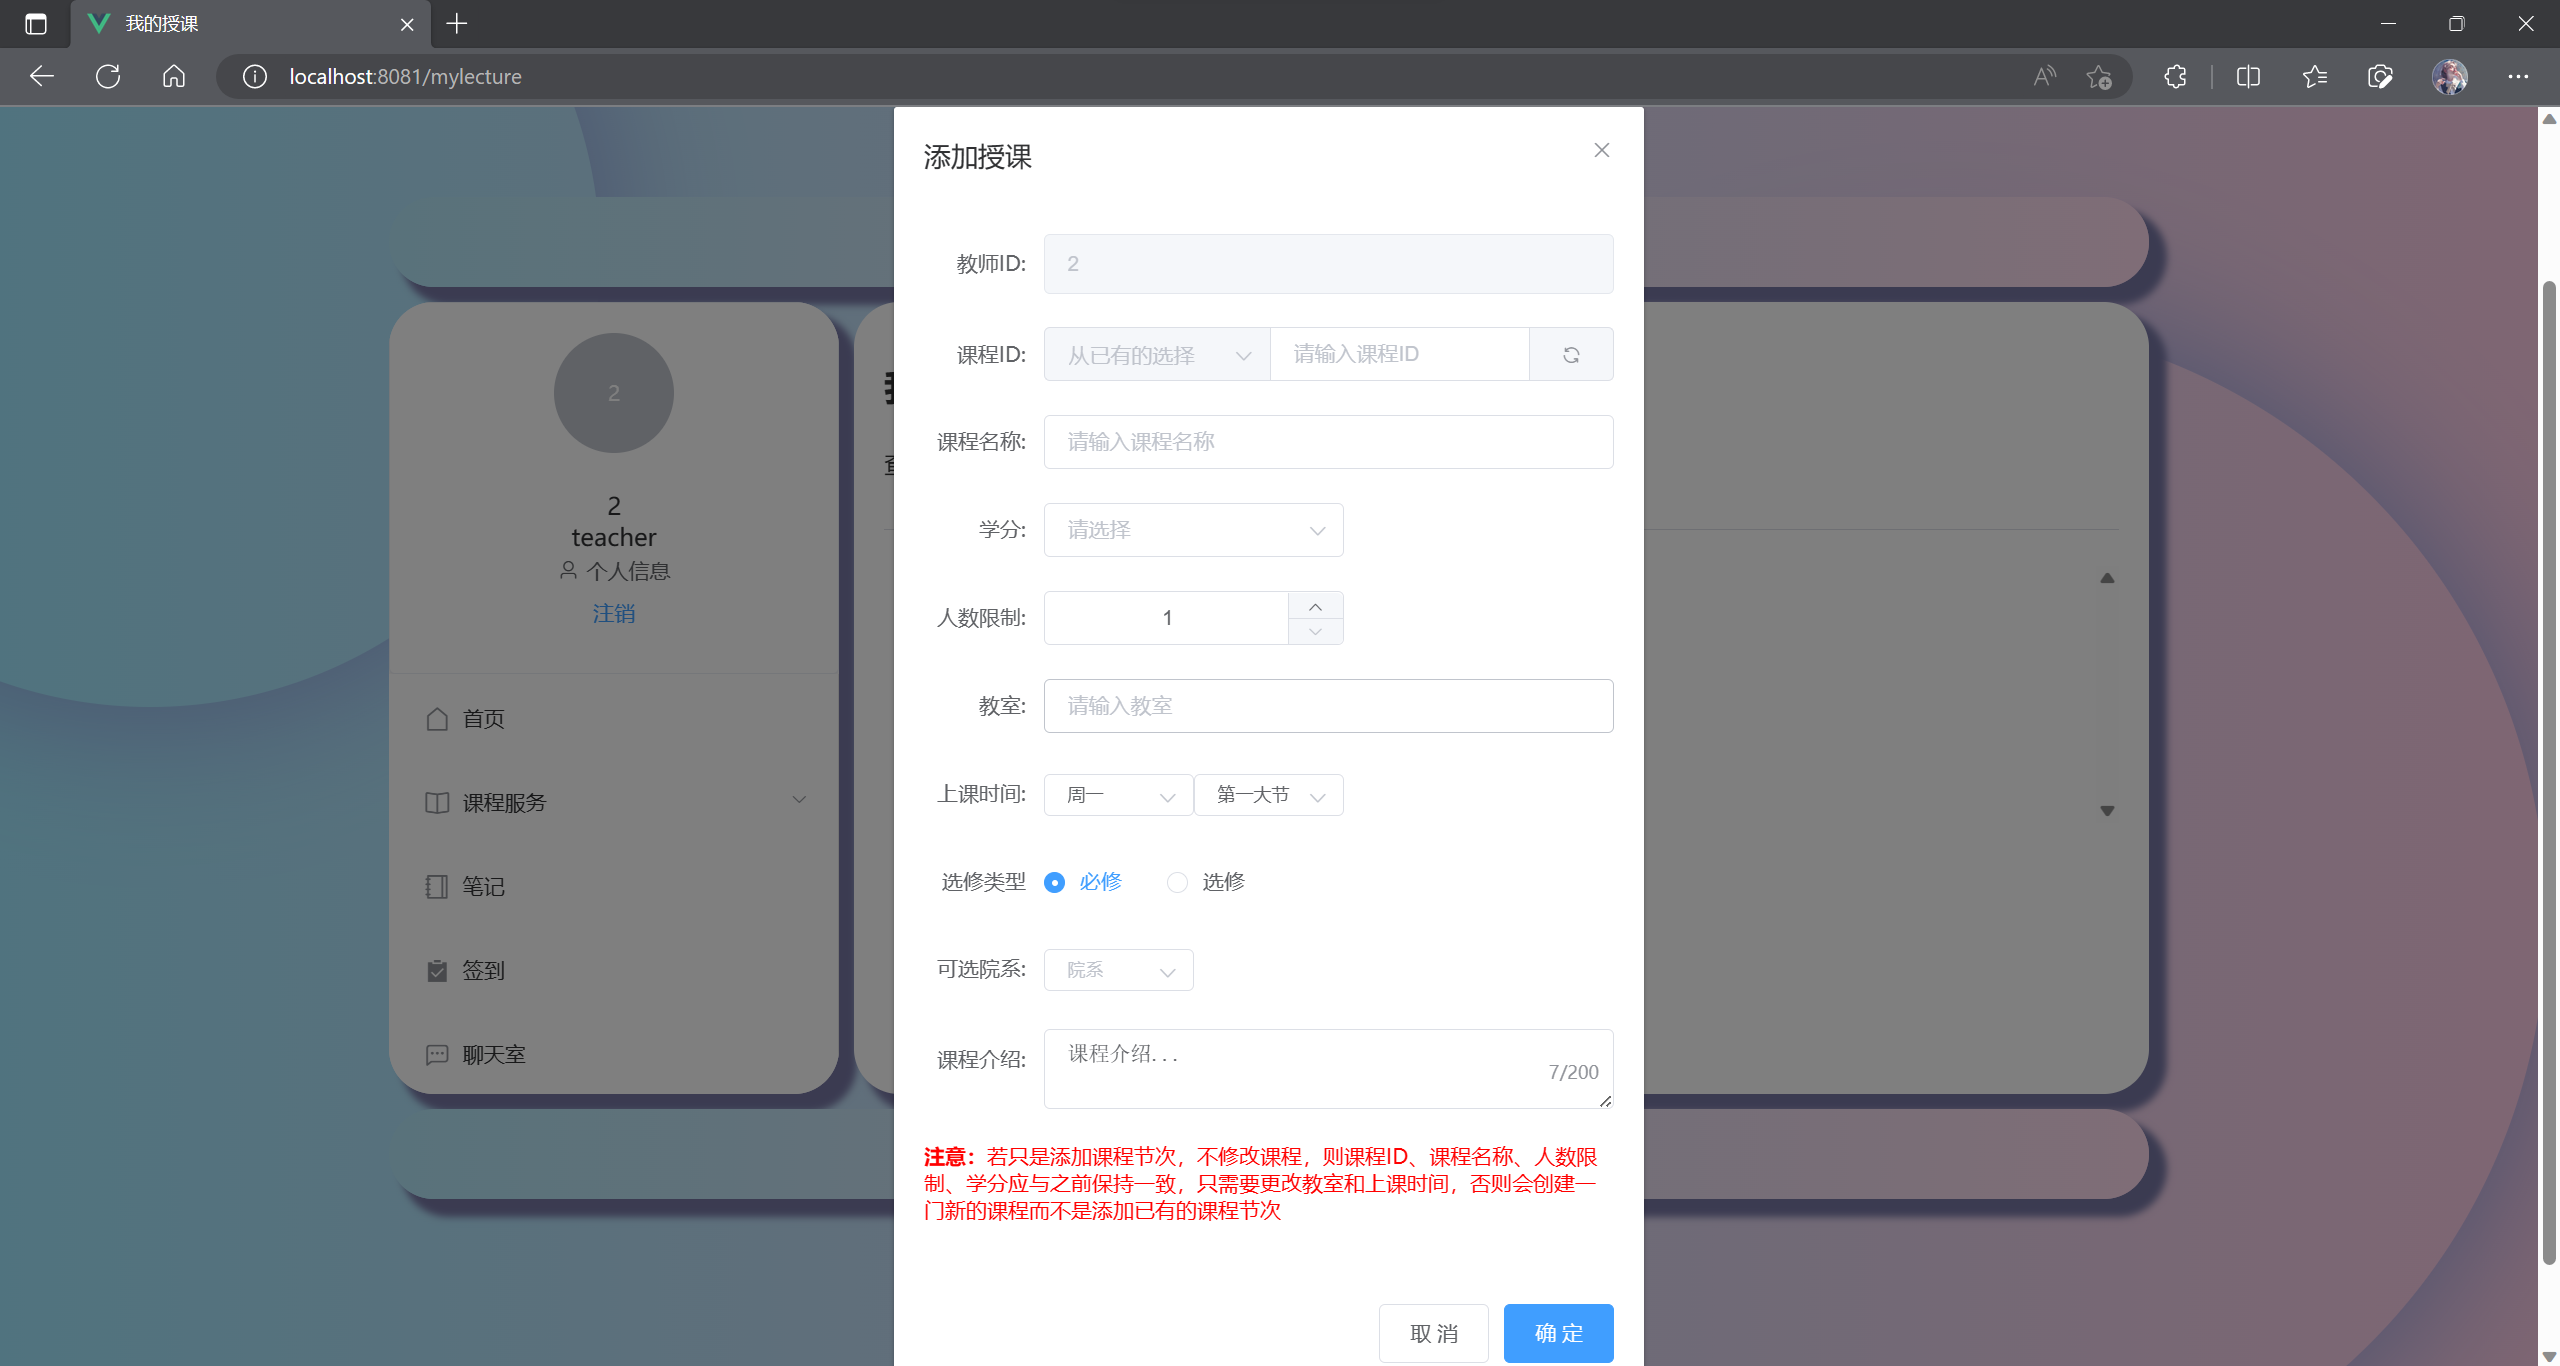 我的授课
localhost:8081/mylecture
添加授课
教师ID: 2
课程ID: 从已有的选择 请输入课程ID
课程名称: 请输入课程名称
学分: 请选择
人数限制: 1
教室: 请输入教室
上课时间: 周一 第一大节
选修类型 必修 选修
可选院系: 院系
课程介绍: 课程介绍...
7/200
注意：若只是添加课程节次，不修改课程，则课程ID、课程名称、人数限
制、学分应与之前保持一致，只需要更改教室和上课时间，否则会创建一
门新的课程而不是添加已有的课程节次
取 消 确 定
2
2
teacher
个人信息
注销
首页
课程服务
笔记
签到
聊天室